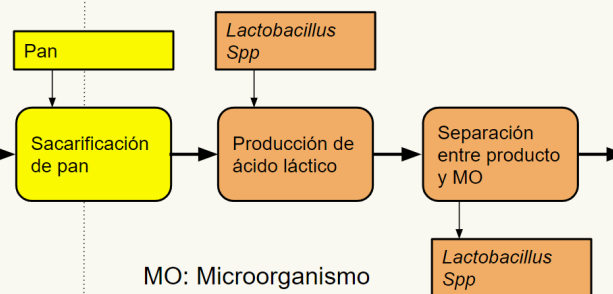 Pan
Lactobacillus
Spp
Sacarificación
de pan
Producción de
ácido láctico
Separación
entre producto
y MO
Lactobacillus
Spp
MO: Microorganismo